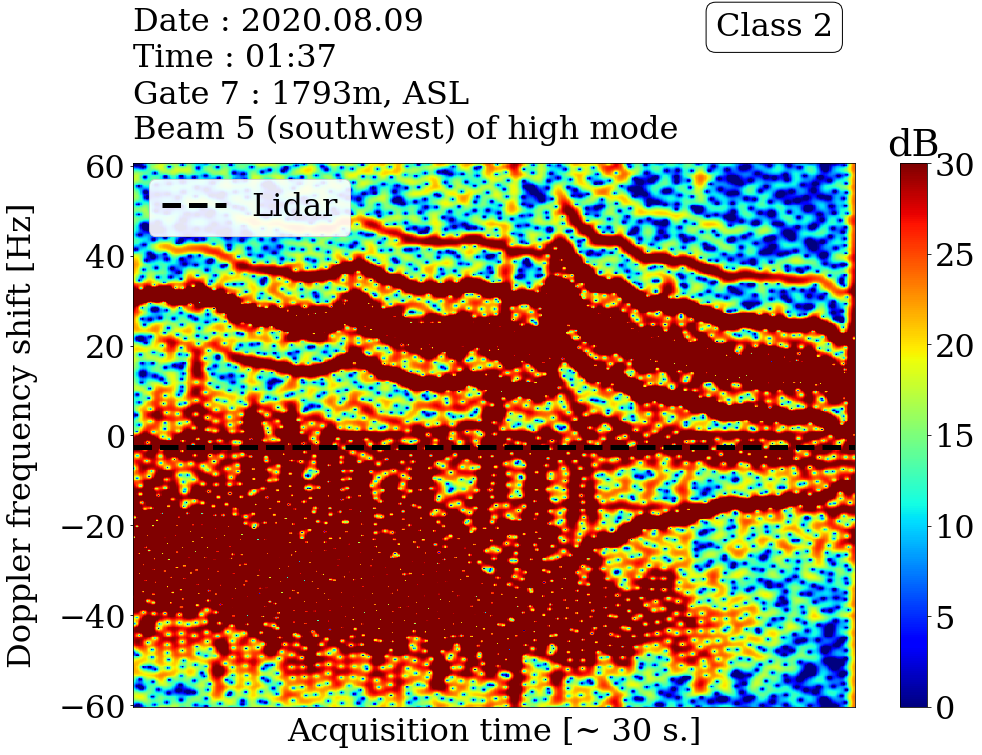 Date : 2020.08.09
Time : 01:37
Gate 7 : 1793m, ASL
Beam 5 (southwest) of high mode
Class 2
dB
Lidar
Doppler frequency shift [Hz]
60
40
20
0
−20
−40
−60
30
25
20
15
10
5
0
Acquisition time [~ 30 s.]